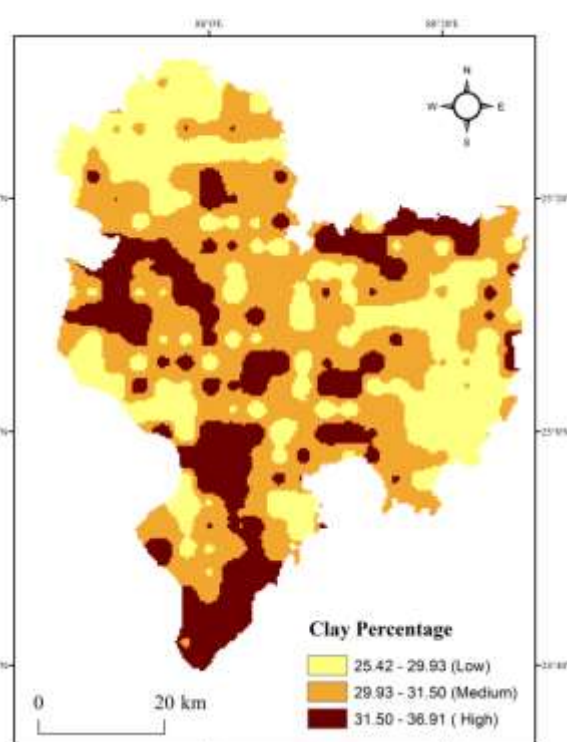 N
W E
S
Clay Percentage
25.42 - 29.93 (Low)
29.93 - 31.50 (Medium)
31.50 - 36.91 ( High)
0 20 km